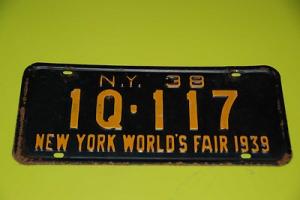 N.Y. 38
1Q·117
NEW YORK WORLD'S FAIR 1939